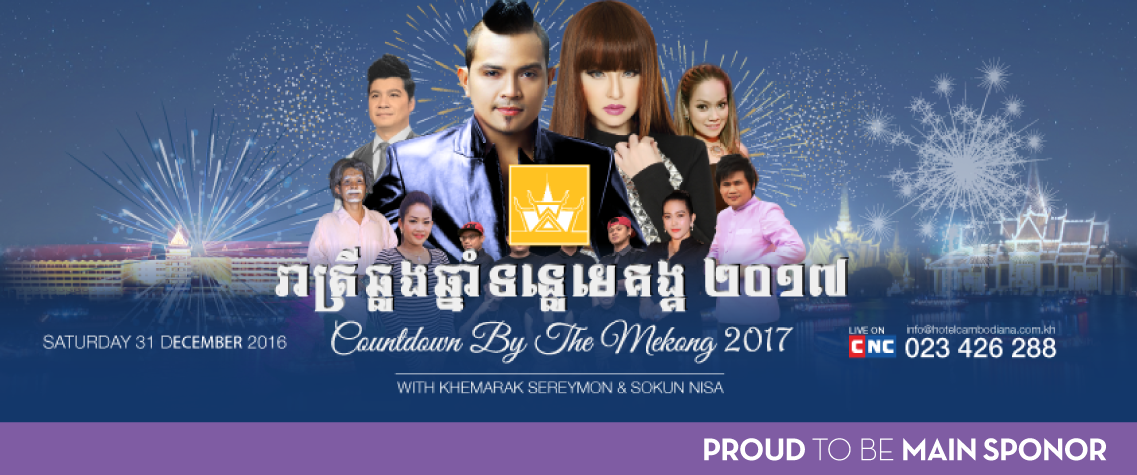 រាត្រីឆ្លងឆ្នាំទន្លេមេគង្គ ២០១៧
SATURDAY 31 DECEMBER 2016
Countdown By The Mekong 2017
LIVE ON
CNC
info@hotelcambodiana.com.kh
023 426 288
WITH KHEMARAK SEREYMON & SOKUN NISA
PROUD TO BE MAIN SPONOR